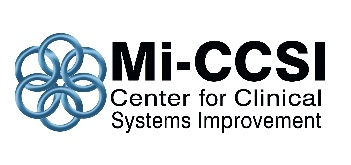 Mi-CCSI
Center for Clinical
Systems Improvement